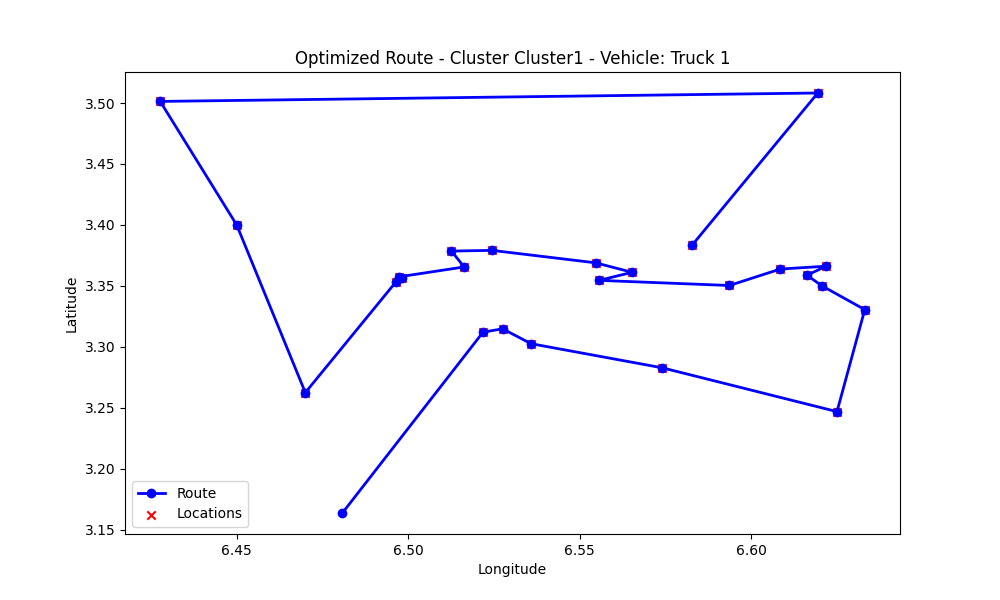 Optimized Route - Cluster Cluster1 - Vehicle: Truck 1
3.50
3.45
3.40
3.35
3.30
3.25
3.20
3.15
Latitude
Route
Locations
6.45 6.50 6.55 6.60
Longitude